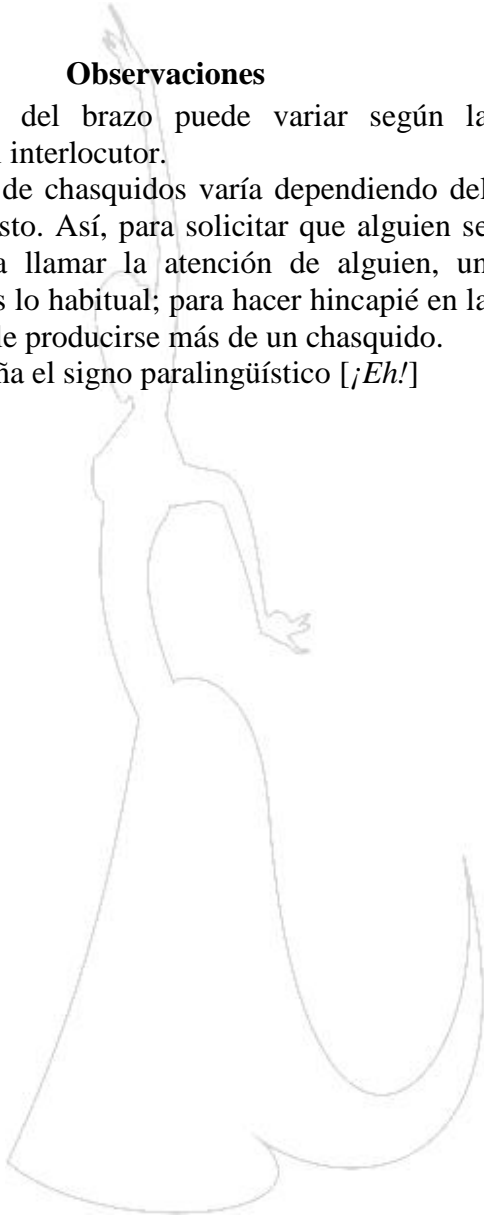 Observaciones
del brazo puede variar según la
interlocutor.
de chasquidos varía dependiendo del
sto. Así, para solicitar que alguien se
a llamar la atención de alguien, un
s lo habitual; para hacer hincapié en la
le producirse más de un chasquido.
ña el signo paralingüístico [¡Eh!]